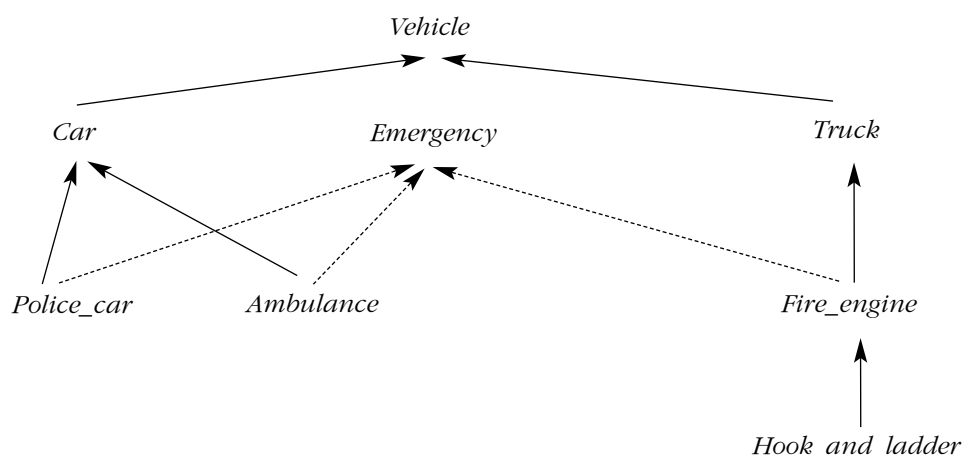 Vehicle
Car Emergency Truck
Police_car Ambulance Fire_engine
Hook and ladder